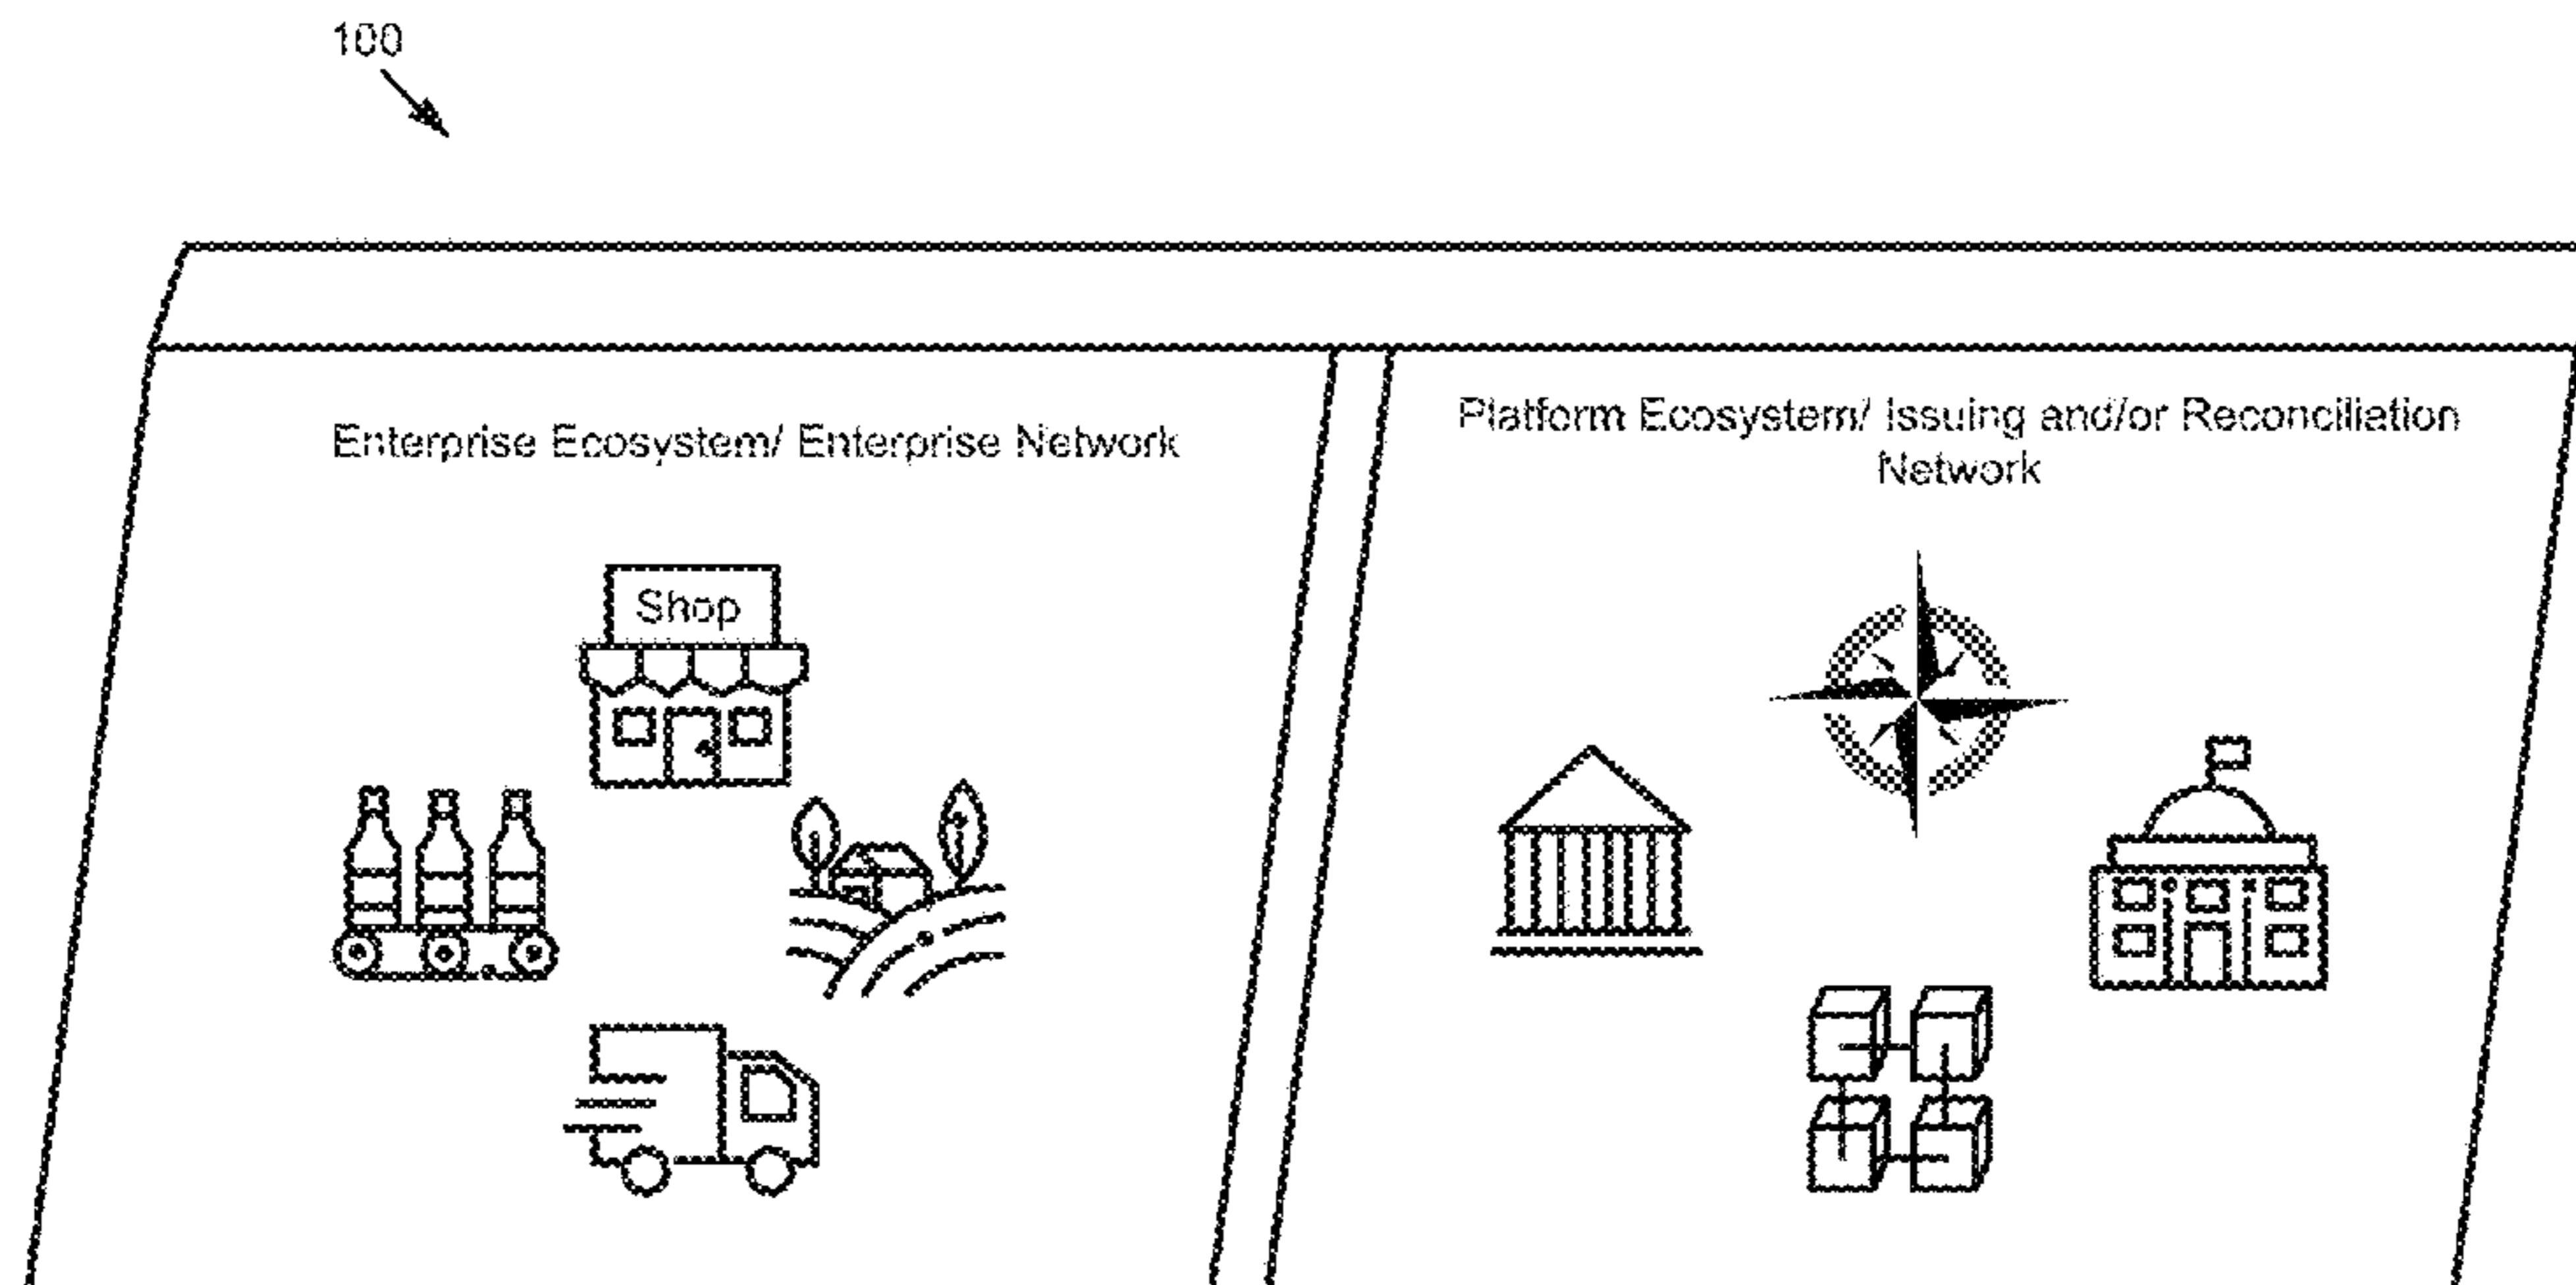 100
Enterprise Ecosystem/ Enterprise Network
Platform Ecosystem/ Issuing and/or Reconciliation
Network
Shop